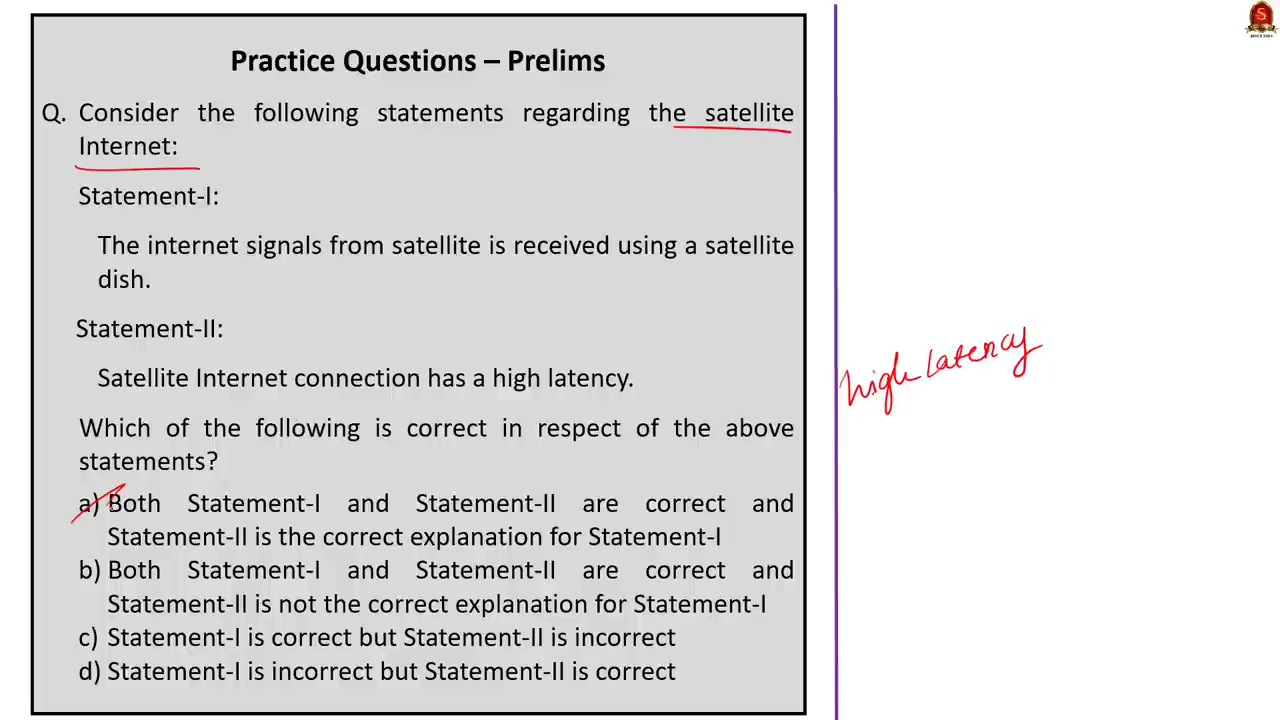 Practice Questions – Prelims
Q. Consider the following statements regarding the satellite
Internet:
Statement-I:
The internet signals from satellite is received using a satellite
dish.
Statement-II:
Satellite Internet connection has a high latency.
high latency
Which of the following is correct in respect of the above
statements?
a) Both Statement-I and Statement-II are correct and
Statement-II is the correct explanation for Statement-I
b) Both Statement-I and Statement-II are correct and
Statement-II is not the correct explanation for Statement-I
c) Statement-I is correct but Statement-II is incorrect
d) Statement-I is incorrect but Statement-II is correct